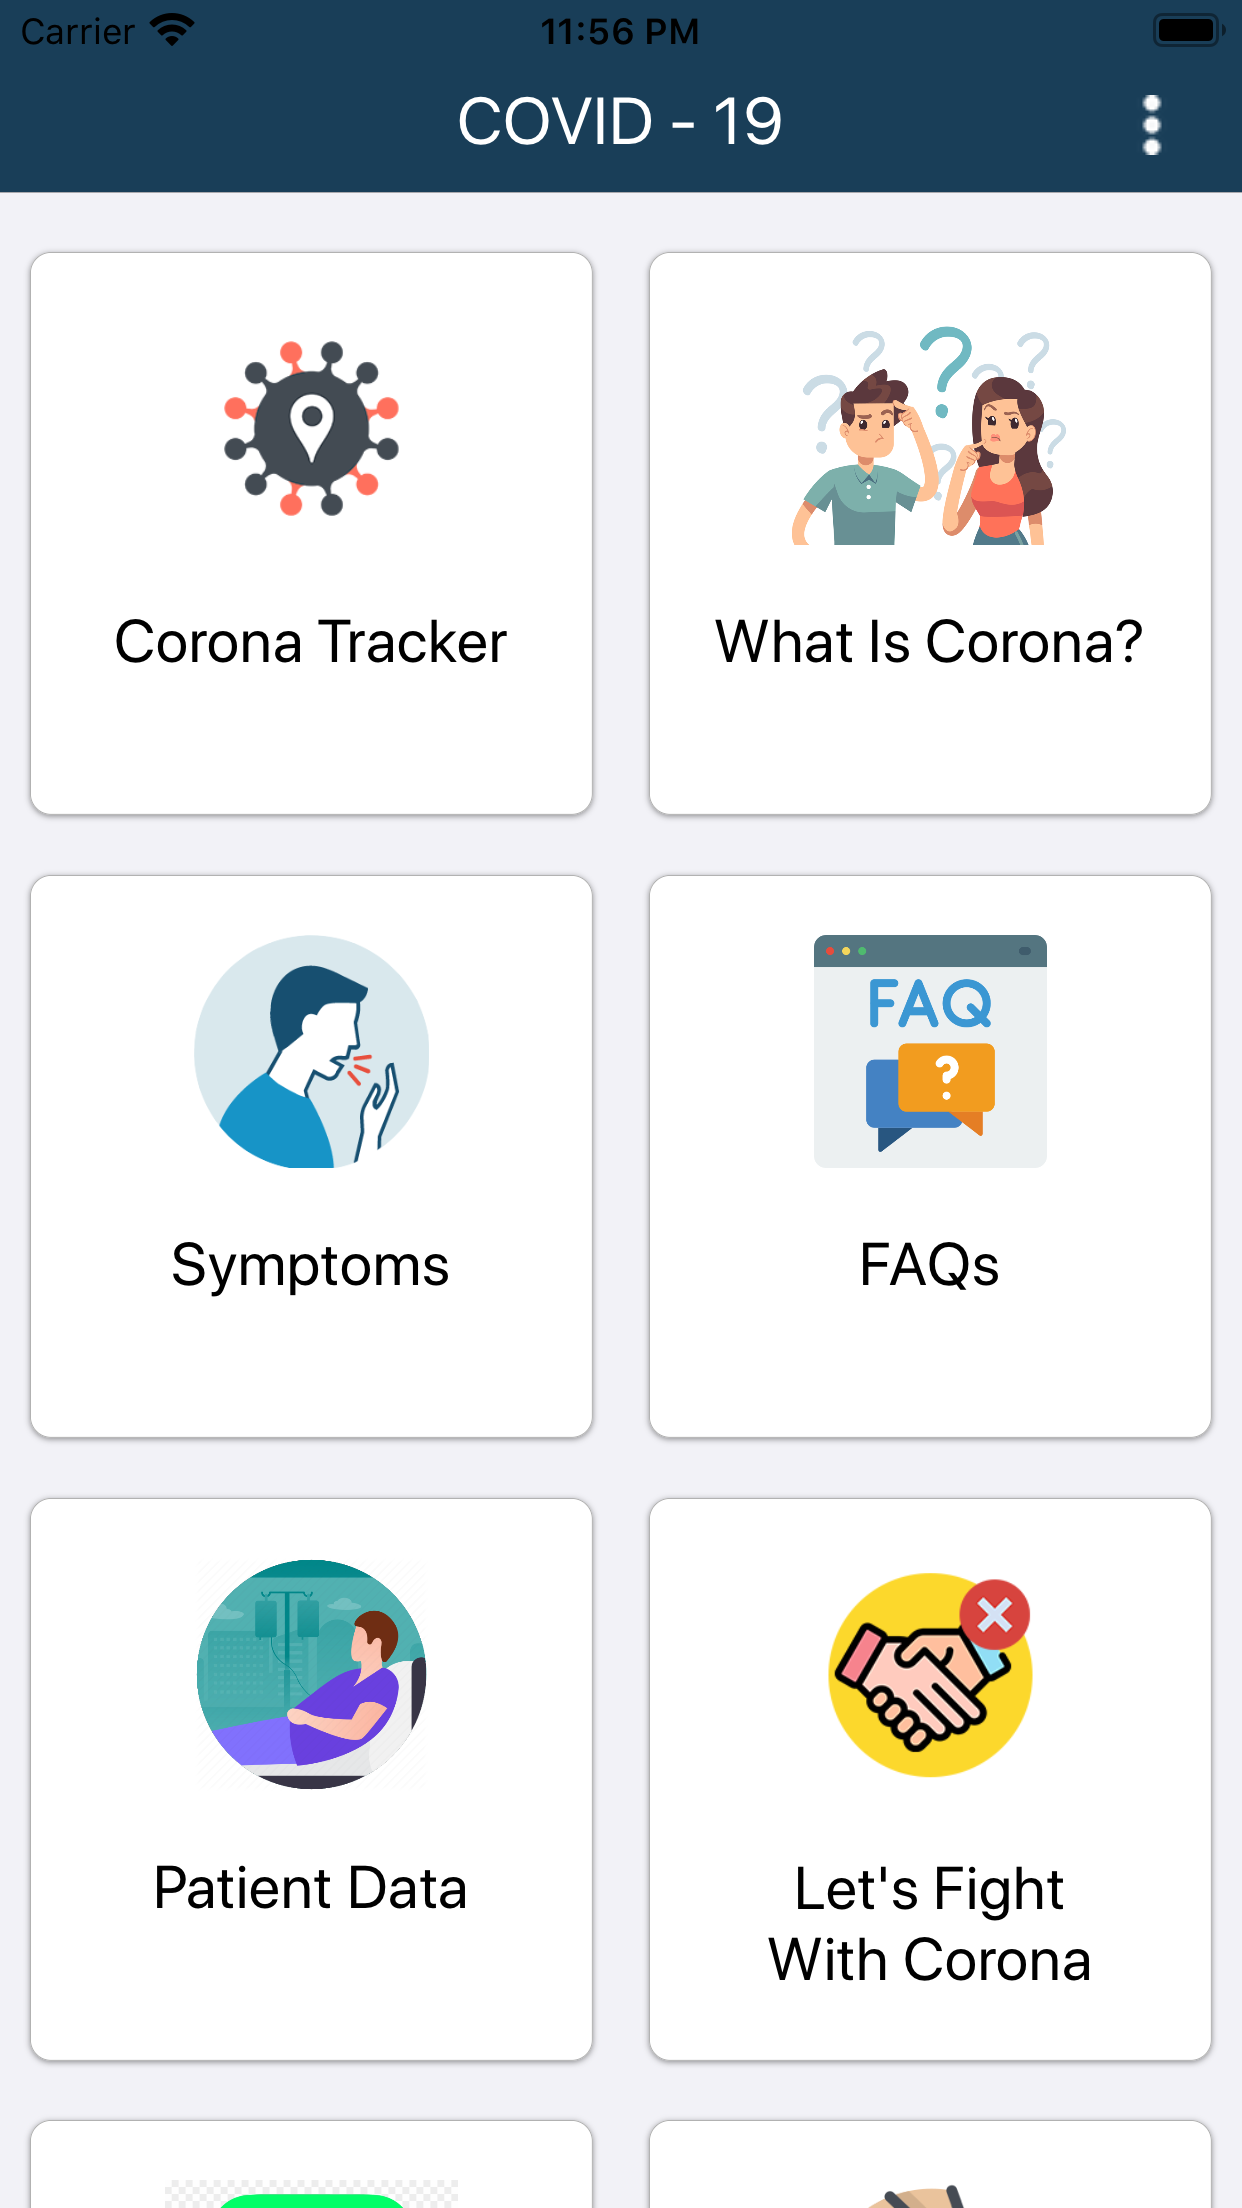 Carrier
11:56 PM
COVID - 19
Corona Tracker
What Is Corona?
FAQ
?
Symptoms
FAQs
Patient Data
Let's Fight
With Corona